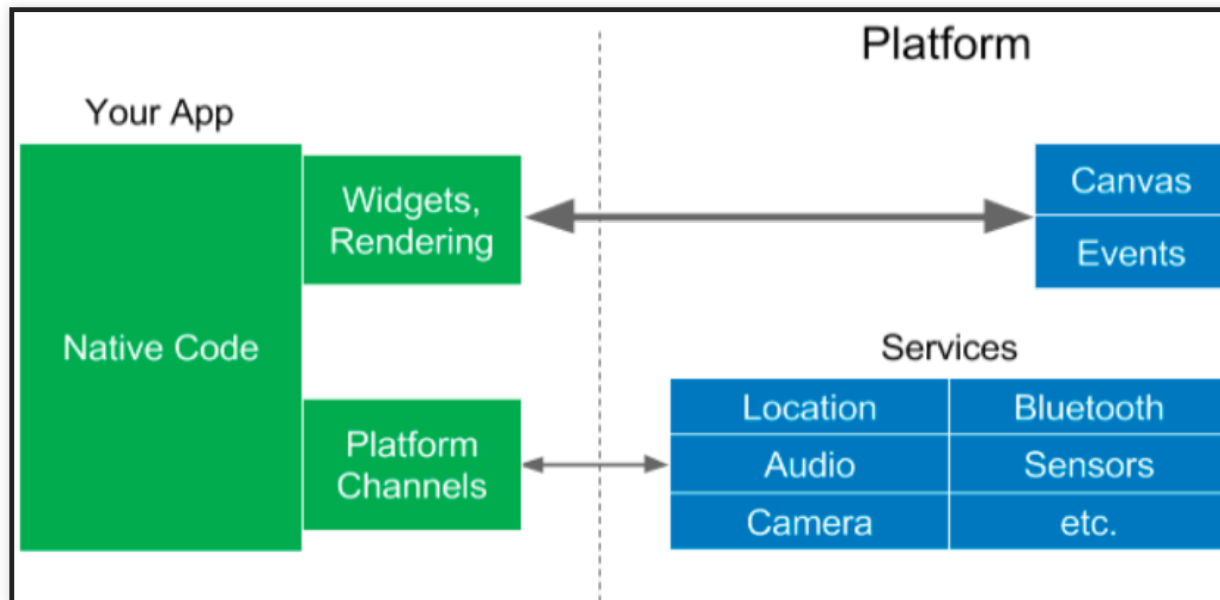 Platform
Your App
Widgets,
Rendering
Canvas
Events
Native Code
Services
Platform
Channels
Location
Bluetooth
Audio
Sensors
Camera
etc.